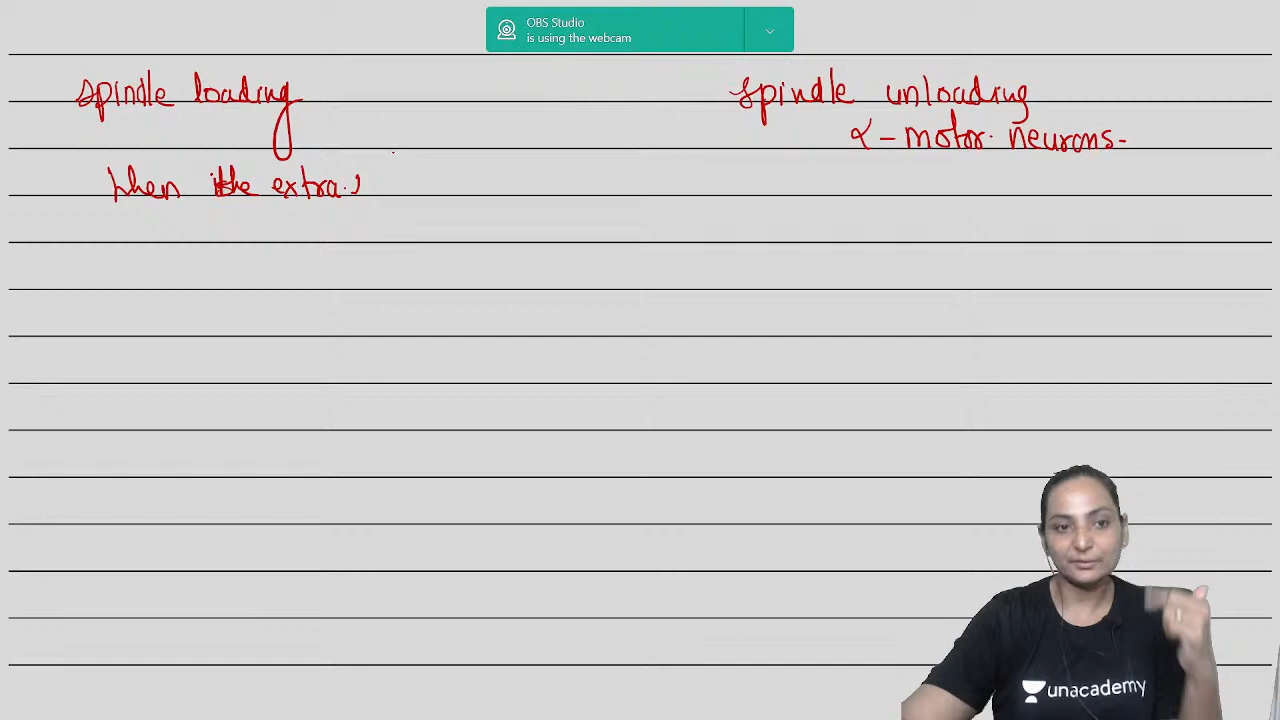 OBS Studio
is using the webcam
spindle loading
spindle unloading
α - motor neurons -
when the extra.
unacademy